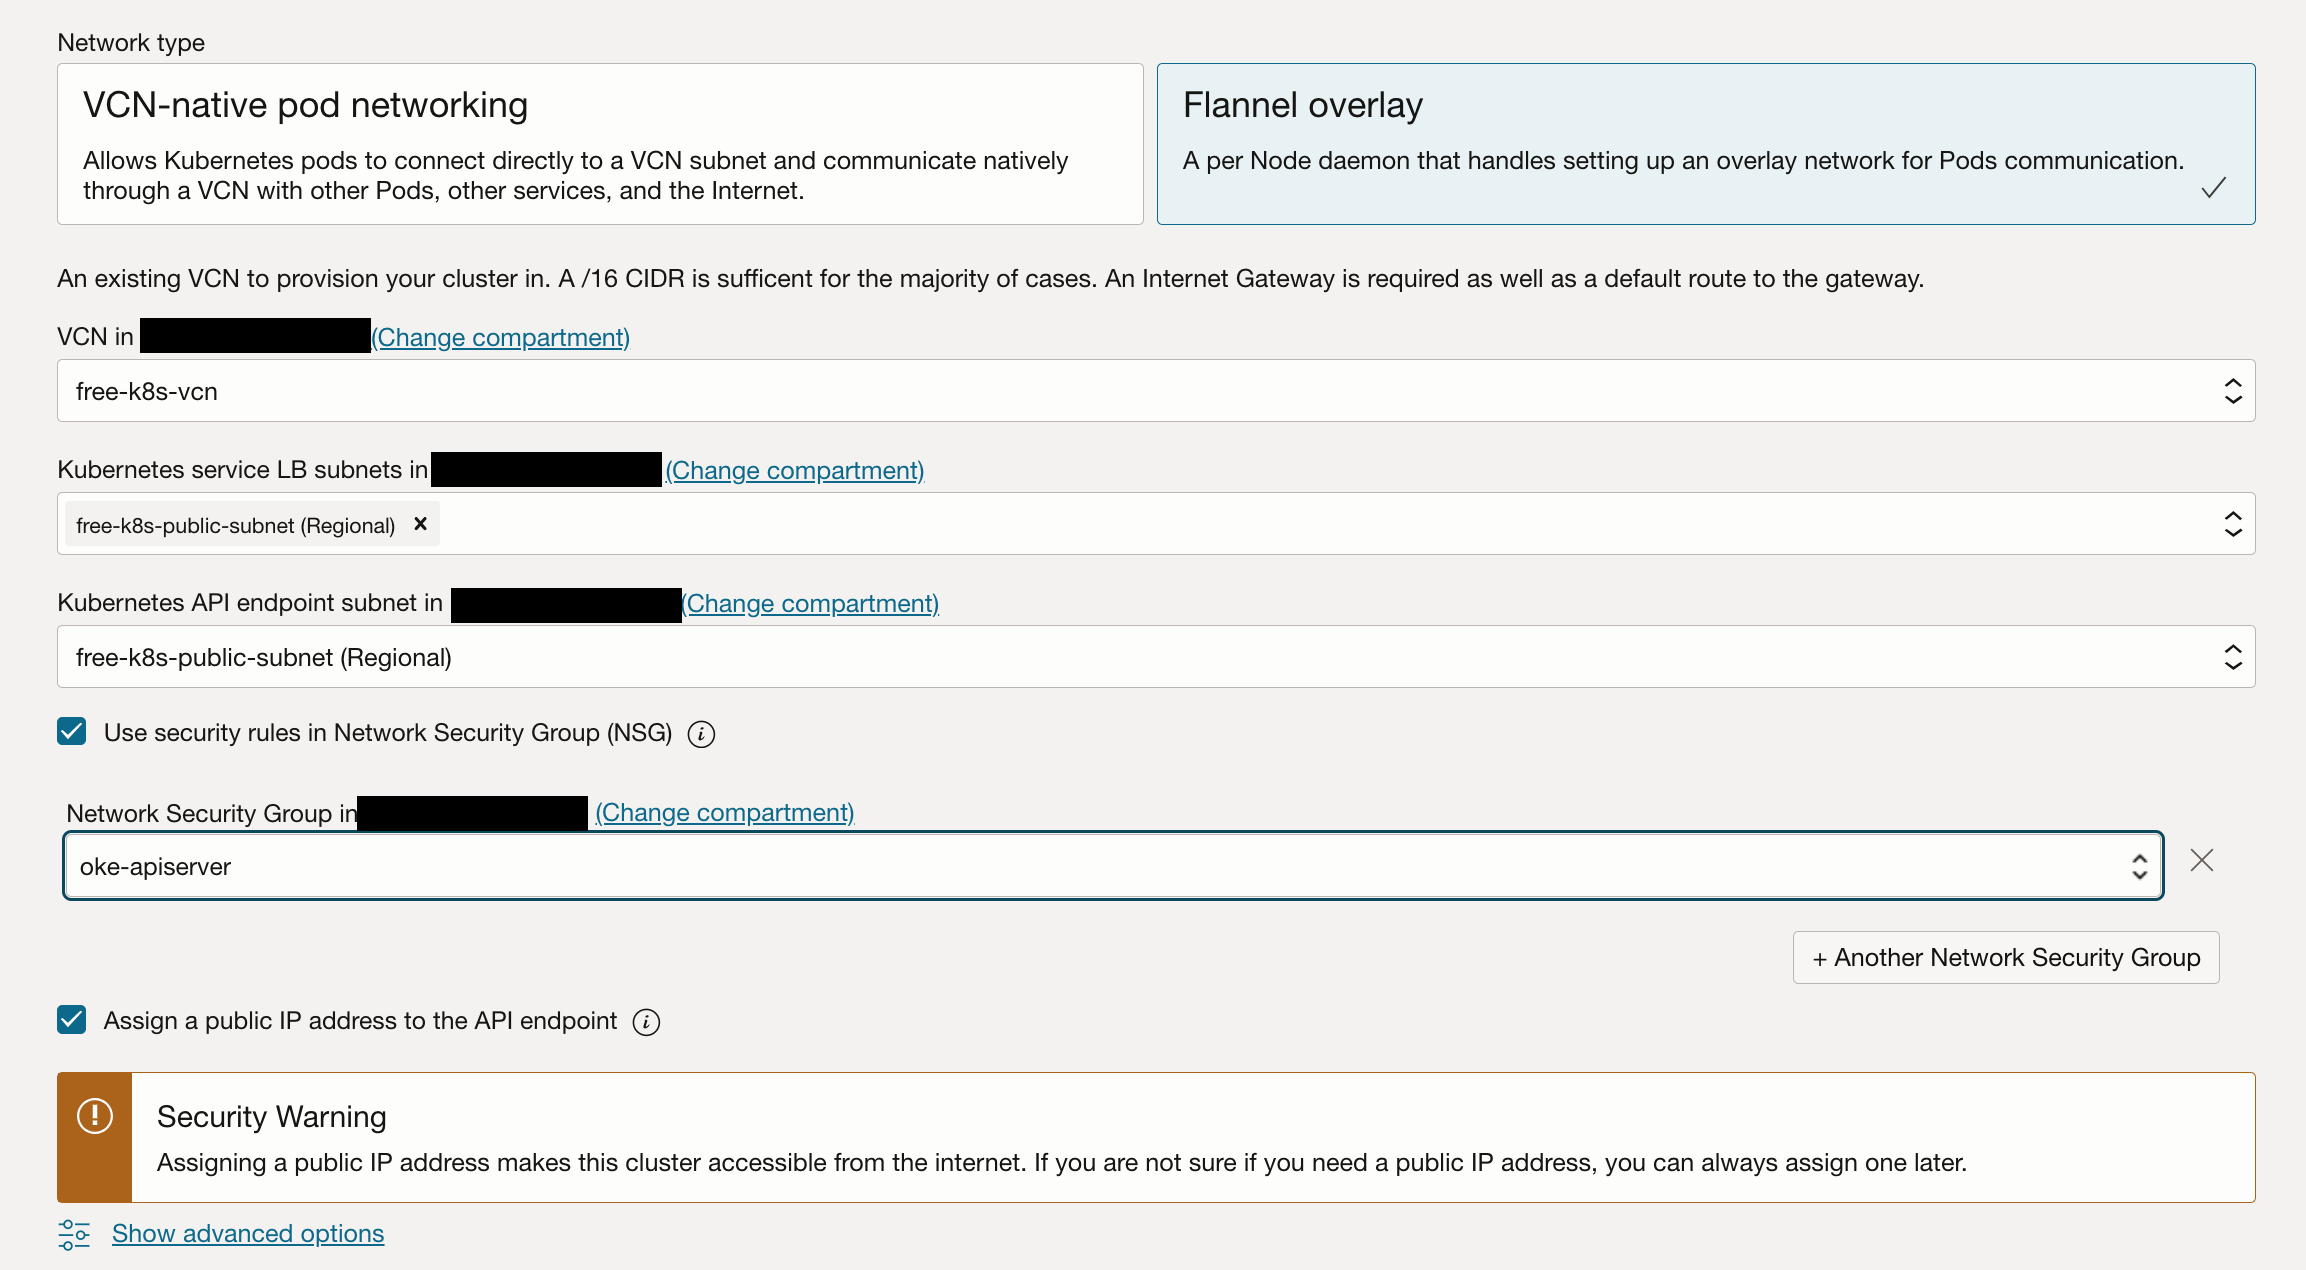 Network type
VCN-native pod networking
Allows Kubernetes pods to connect directly to a VCN subnet and communicate natively
through a VCN with other Pods, other services, and the Internet.
Flannel overlay
A per Node daemon that handles setting up an overlay network for Pods communication.
An existing VCN to provision your cluster in. A /16 CIDR is sufficent for the majority of cases. An Internet Gateway is required as well as a default route to the gateway.
VCN in (Change compartment)
free-k8s-vcn
Kubernetes service LB subnets in (Change compartment)
free-k8s-public-subnet (Regional)
Kubernetes API endpoint subnet in (Change compartment)
free-k8s-public-subnet (Regional)
Use security rules in Network Security Group (NSG)
Network Security Group in (Change compartment)
oke-apiserver
+ Another Network Security Group
Assign a public IP address to the API endpoint
Security Warning
Assigning a public IP address makes this cluster accessible from the internet. If you are not sure if you need a public IP address, you can always assign one later.
Show advanced options